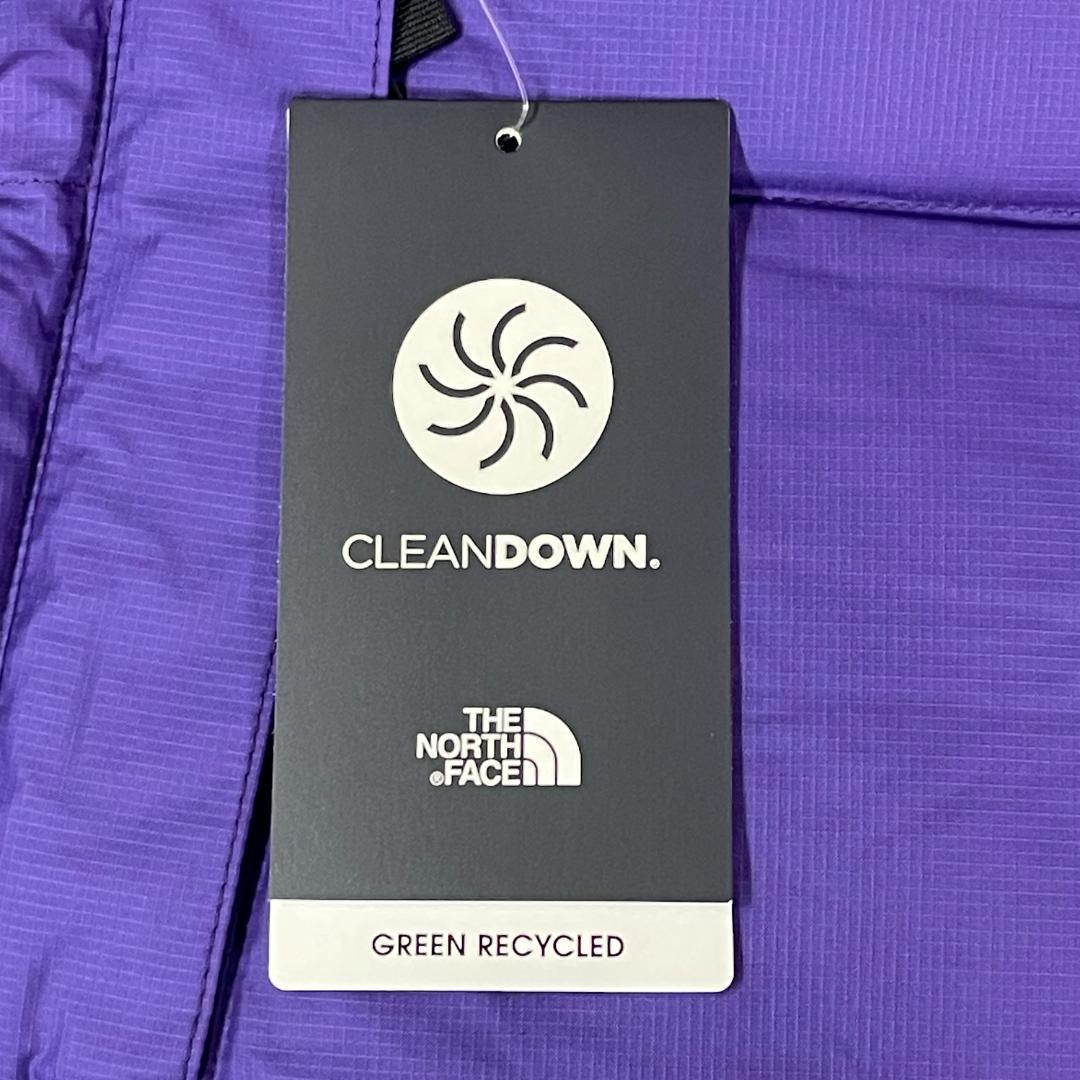 CLEANDOWN®
THE
NORTH
®FACE
GREEN RECYCLED